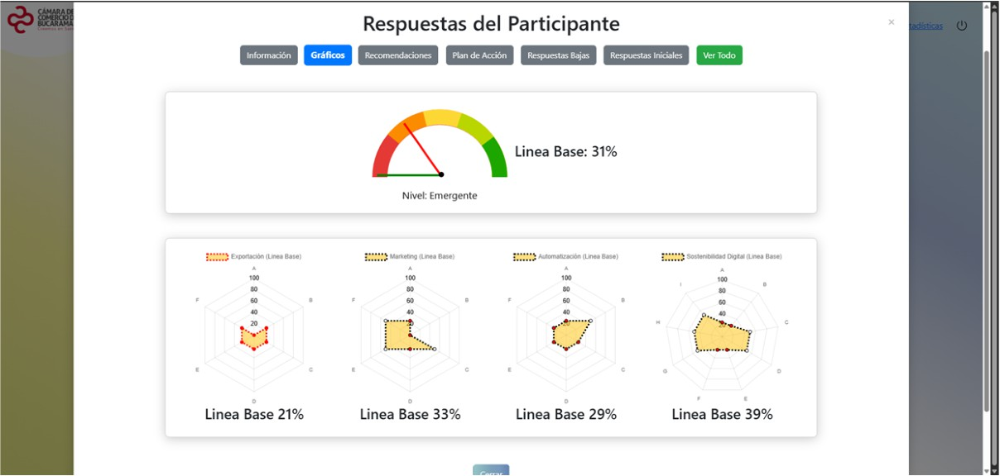 CÁMARA DE
COMERCIO D
BUCARAMA
Respuestas del Participante
×
tadísticas
Información
Gráficos
Recomendaciones
Plan de Acción
Respuestas Bajas
Respuestas Iniciales
Ver Todo
Linea Base: 31%
Nivel: Emergente
Exportación (Linea Base)
A
100
80
60
40
20
F
B
E
C
D
Linea Base 21%
Marketing (Linea Base)
A
100
80
60
40
20
F
B
E
C
D
Linea Base 33%
Automatización (Linea Base)
A
100
80
60
40
20
F
B
E
C
D
Linea Base 29%
Sostenibilidad Digital (Linea Base)
A
100
80
60
40
20
I
B
H
C
G
D
F
E
Linea Base 39%
Cerrar